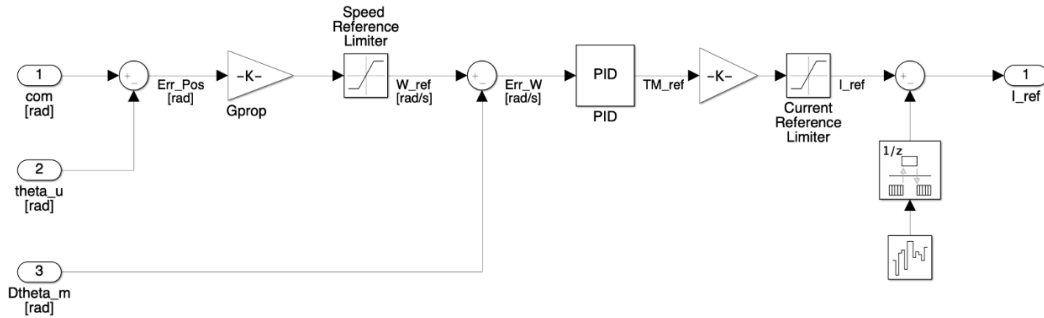 Speed
Reference
Limiter
1
com
[rad]
+
−
Err_Pos
[rad]
-K-
Gprop
W_ref
[rad/s]
+
−
Err_W
[rad/s]
PID
PID
TM_ref
-K-
Current
Reference
Limiter
I_ref
+
−
1
I_ref
2
theta_u
[rad]
1/z
3
Dtheta_m
[rad]